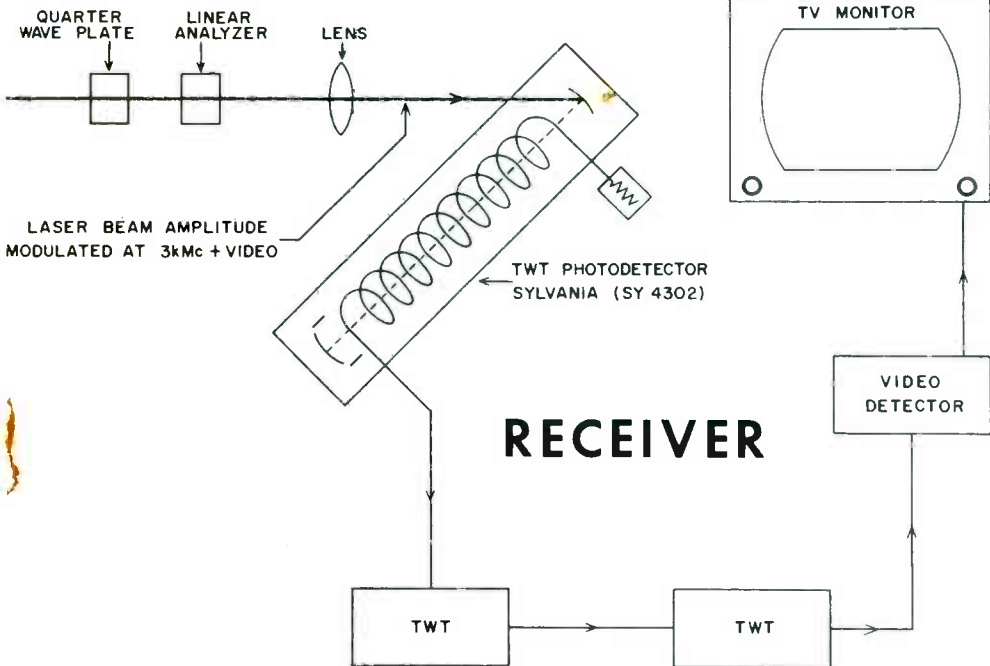 QUARTER
WAVE PLATE
LINEAR
ANALYZER
LENS
TV MONITOR
LASER BEAM AMPLITUDE
MODULATED AT 3kMc + VIDEO
TWT PHOTODETECTOR
SYLVANIA (SY 4302)
VIDEO
DETECTOR
RECEIVER
TWT
TWT